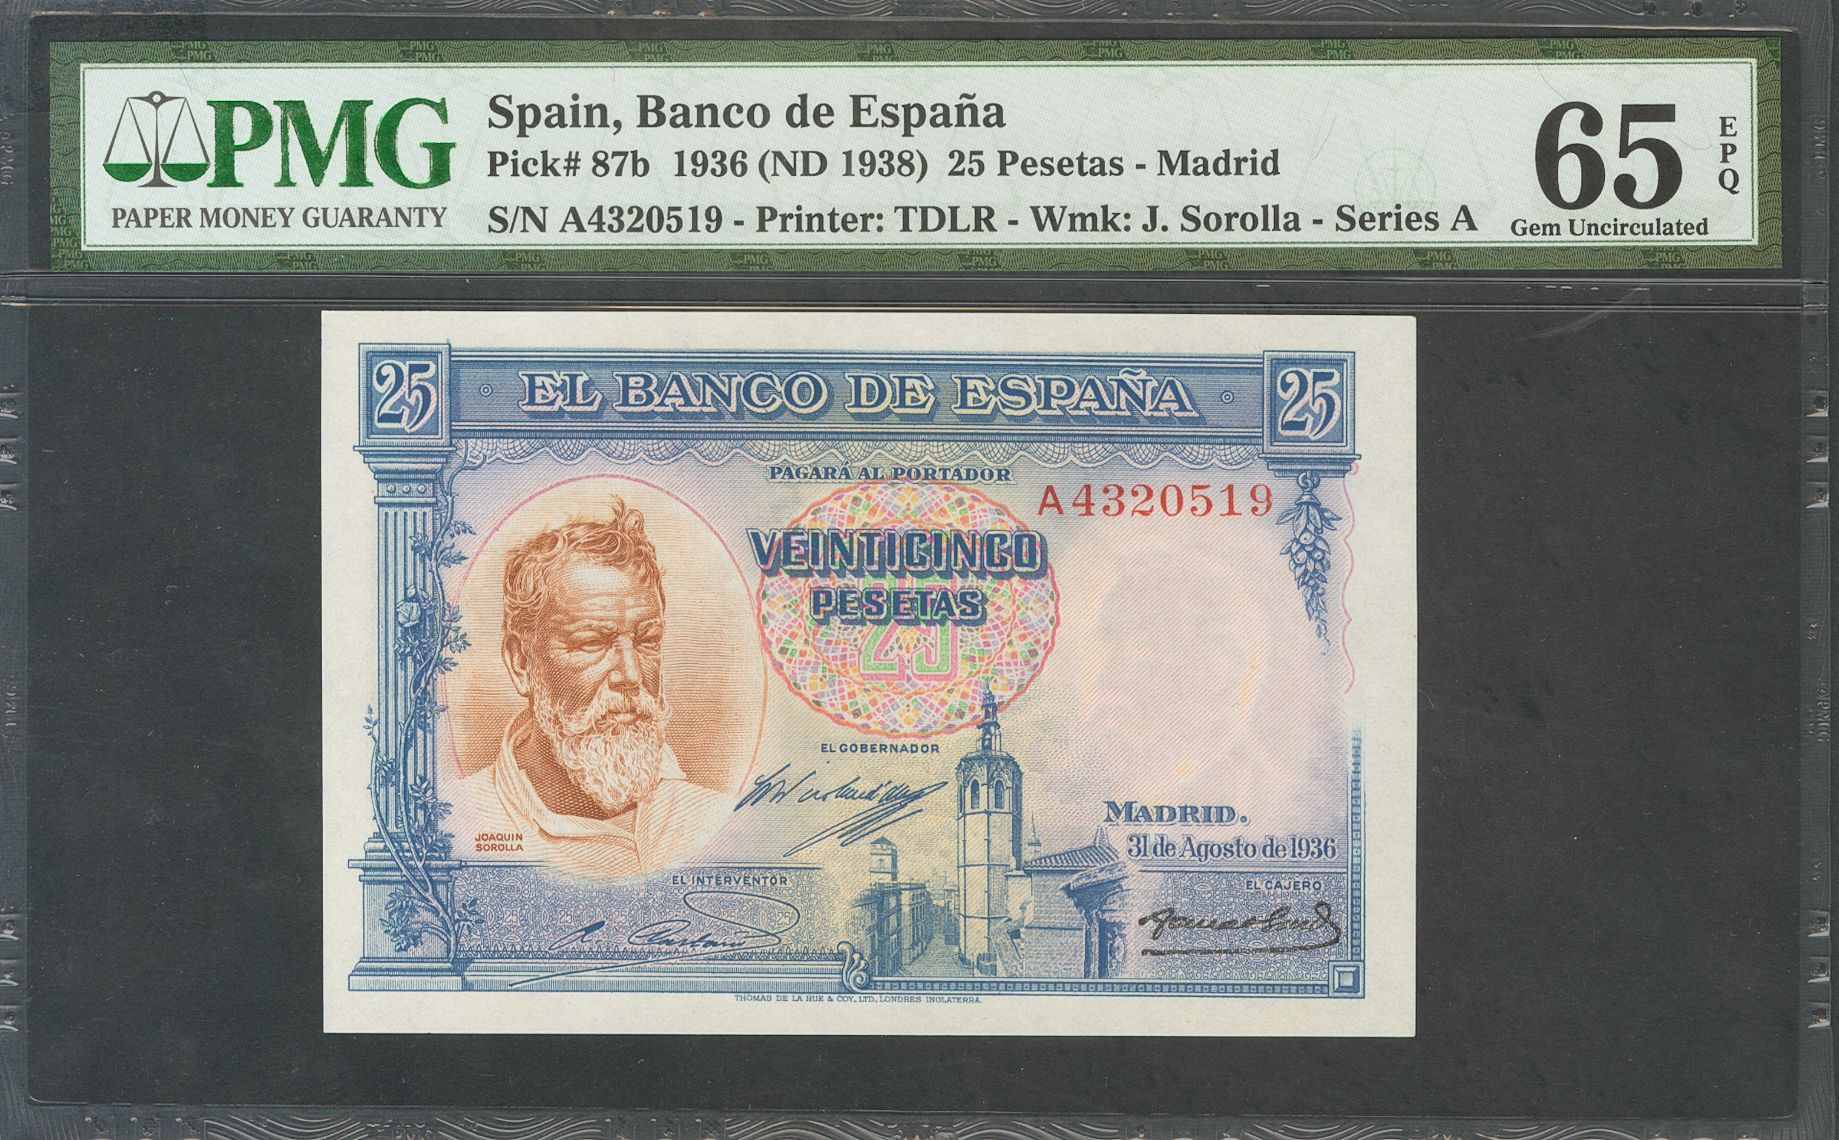 PMG
PAPER MONEY GUARANTY
Spain, Banco de España
Pick# 87b 1936 (ND 1938) 25 Pesetas - Madrid
S/N A4320519 - Printer: TDLR - Wmk: J. Sorolla - Series A
65 EPQ
Gem Uncirculated
25 EL BANCO DE ESPAÑA 25
PAGARÁ AL PORTADOR
A4320519
VEINTICINCO
PESETAS
25
EL GOBERNADOR
MADRID.
31 de Agosto de 1936
JOAQUIN
SOROLLA
EL INTERVENTOR
EL CAJERO
THOMAS DE LA RUE & COY. LTD. LONDRES INGLATERRA.